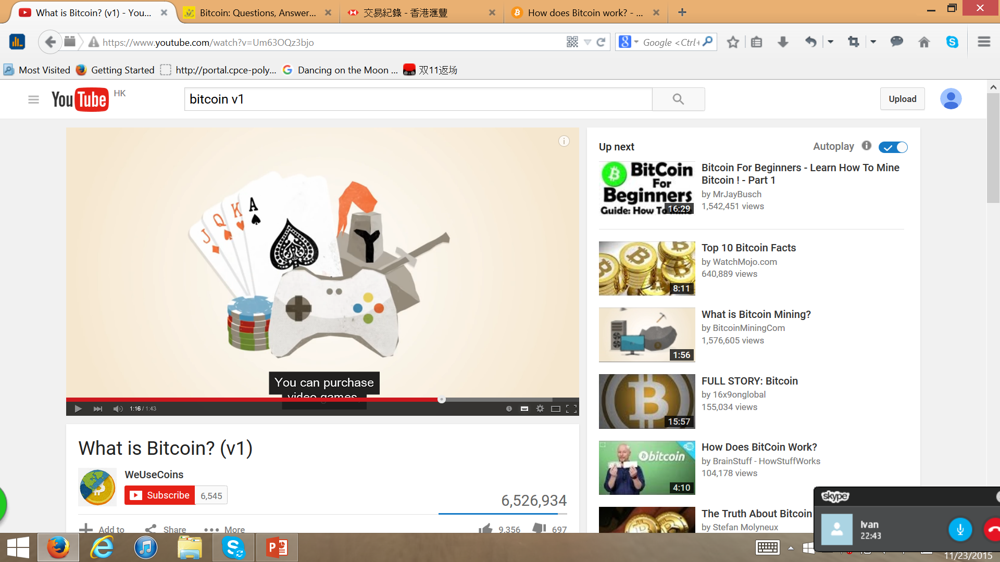 What is Bitcoin? (v1) - You...
Bitcoin: Questions, Answer...
交易紀錄 - 香港滙豐
How does Bitcoin work? - ...
https://www.youtube.com/watch?v=Um63OQz3bjo
Google <Ctrl+
Most Visited
Getting Started
http://portal.cpce-poly...
Dancing on the Moon ...
双11返场
YouTube HK
bitcoin v1
Upload
J
Q
K
A
You can purchase
video games,
1:16 / 1:43
Up next
Autoplay
BitCoin
For
Beginners
Guide: How To Mine
16:29
Bitcoin For Beginners - Learn How To Mine
Bitcoin ! - Part 1
by MrJayBusch
1,542,451 views
8:11
Top 10 Bitcoin Facts
by WatchMojo.com
640,889 views
1:56
What is Bitcoin Mining?
by BitcoinMiningCom
1,576,605 views
15:57
FULL STORY: Bitcoin
by 16x9onglobal
155,034 views
bitcoin
4:10
How Does BitCoin Work?
by BrainStuff - HowStuffWorks
104,178 views
The Truth About Bitcoin
by Stefan Molyneux
What is Bitcoin? (v1)
WeUseCoins
Subscribe 6,545
6,526,934
Add to
Share
More
9,356
697
skype
Ivan
22:43
11/23/2015